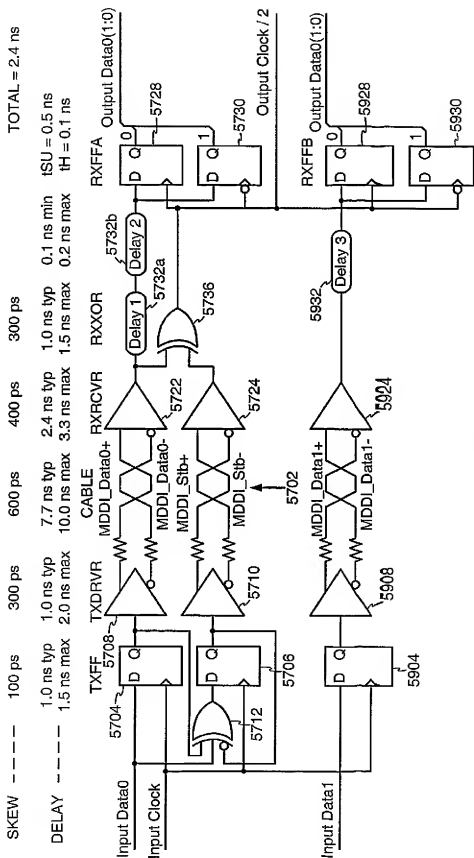 SKEW ---- 100 ps 300 ps 600 ps 400 ps 300 ps TOTAL = 2.4 ns
DELAY ---- 1.0 ns typ 1.0 ns typ 7.7 ns typ 2.4 ns typ 1.0 ns typ 0.1 ns min tSU = 0.5 ns
1.5 ns max 2.0 ns max 10.0 ns max 3.3 ns max 1.5 ns max 0.2 ns max tH = 0.1 ns
TXFF TXDRVR CABLE RXRCVR RXXOR RXFFA
Input Data0
Input Clock
5704
D Q
5708
MDDI_Data0+
MDDI_Data0-
5722
Delay 1
5732a
Delay 2
5732b
D Q
0
5728
Output Data0(1:0)
5712
D Q
5706
5710
MDDI_Stb+
MDDI_Stb-
5702
5724
5736
D Q
1
5730
Output Clock / 2
Input Data1
D Q
5904
5908
MDDI_Data1+
MDDI_Data1-
5924
Delay 3
5932
RXFFB
D Q
0
5928
Output Data0(1:0)
D Q
1
5930